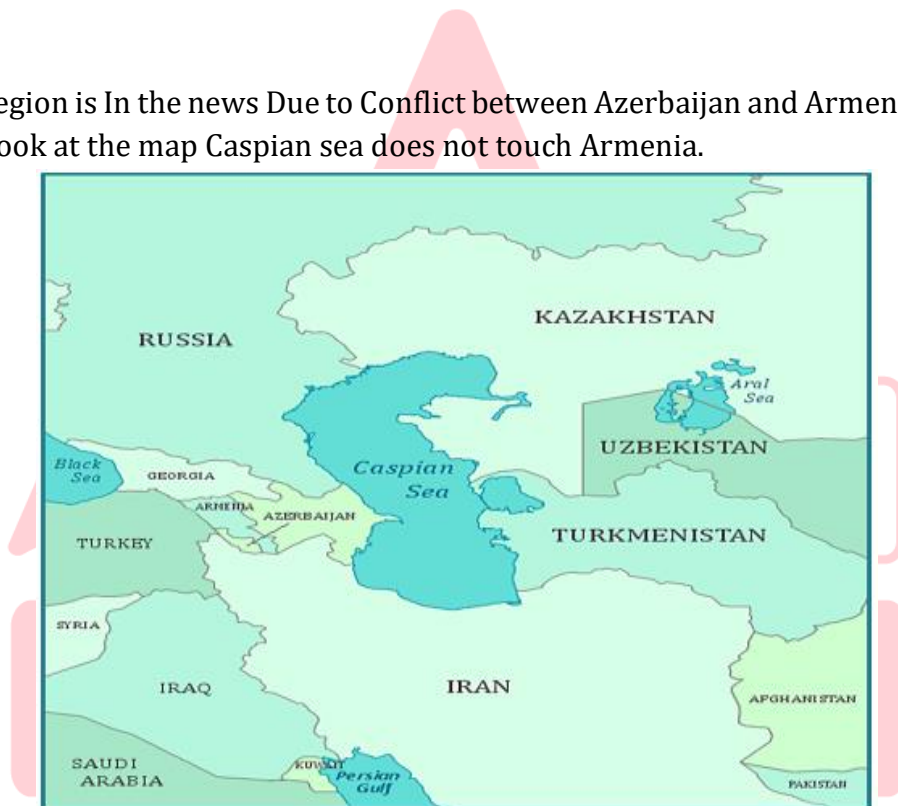 egion is In the news Due to Conflict between Azerbaijan and Armen
ook at the map Caspian sea does not touch Armenia.
KAZAKHSTAN
RUSSIA
Aral
Sea
UZBEKISTAN
Black
Sea
GEORGIA
Caspian
Sea
ARMENIA
AZERBAIJAN
TURKEY
TURKMENISTAN
SYRIA
IRAQ
IRAN
AFGHANISTAN
SAUDI
ARABIA
KUWAIT
Persian
Gulf
PAKISTAN